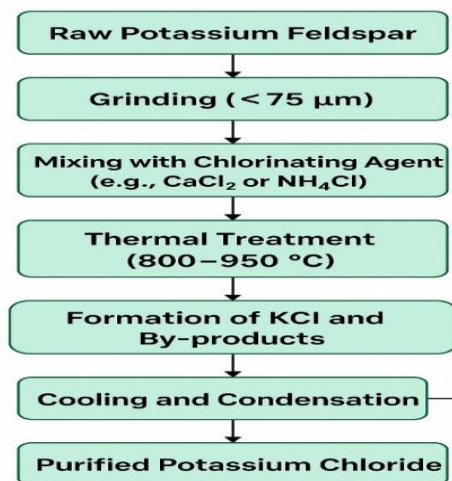 Raw Potassium Feldspar
Grinding (< 75 μm)
Mixing with Chlorinating Agent
(e.g., CaCl₂ or NH₄Cl)
Thermal Treatment
(800–950 °C)
Formation of KCl and
By-products
Cooling and Condensation
Purified Potassium Chloride